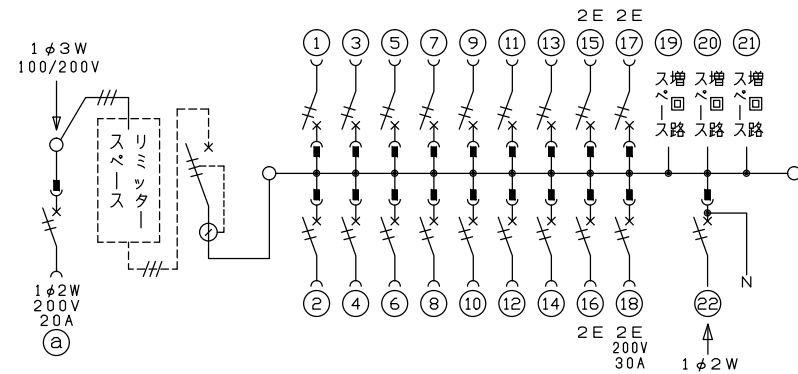 1φ3W
100/200V
リミッター
スペース
1φ2W
200V
20A
a
2E 2E
1 3 5 7 9 11 13 15 17 19 20 21
増回路
スペース
増回路
スペース
増回路
スペース
N
2 4 6 8 10 12 14 16 18 22
2E 2E
200V
30A
1φ2W